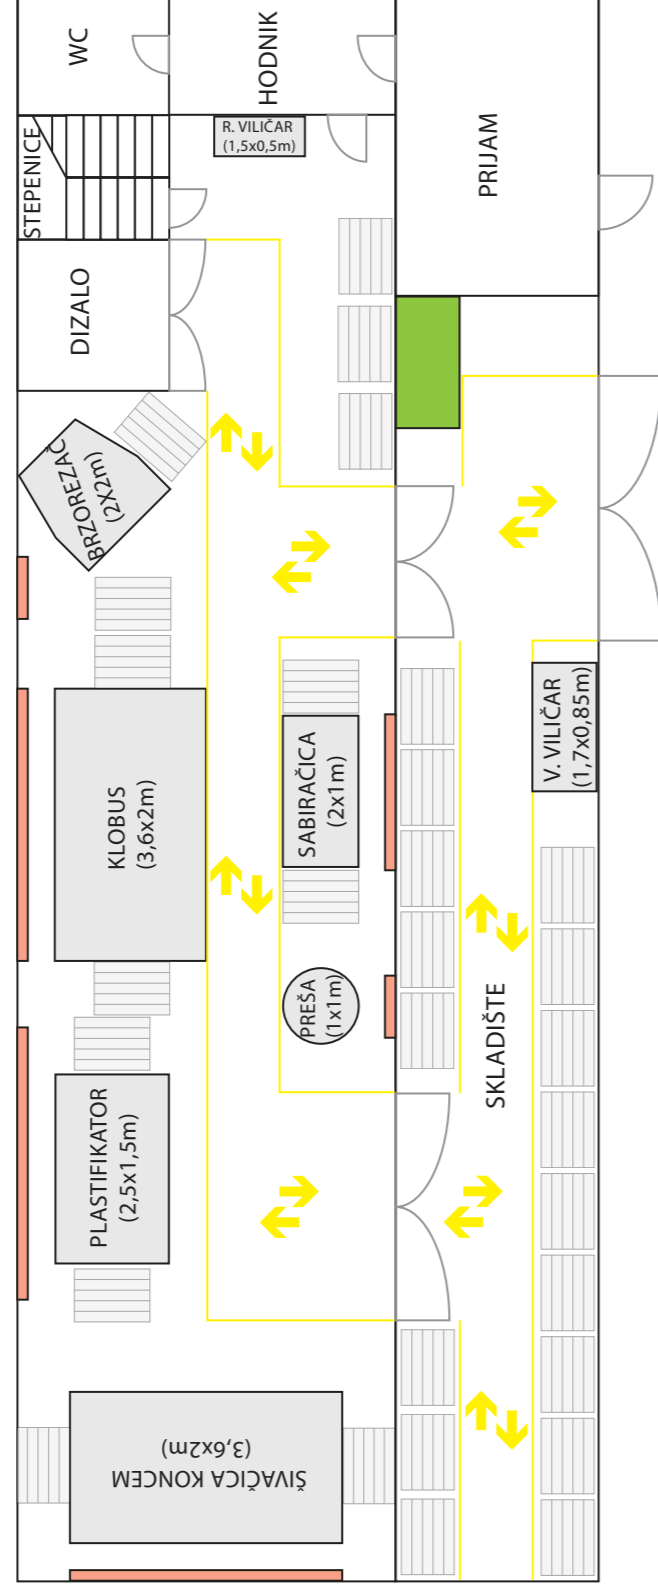 WC
HODNIK
STEPENICE
R. VILIČAR
(1,5x0,5m)
PRIJAM
DIZALO
BRZOREZAČ
(2X2m)
KLOBUS
(3,6x2m)
SABIRAČICA
(2x1m)
V. VILIČAR
(1,7x0,85m)
PREŠA
(1x1m)
SKLADIŠTE
PLASTIFIKATOR
(2,5x1,5m)
ŠIVAČICA KONCEM
(3,6x2m)